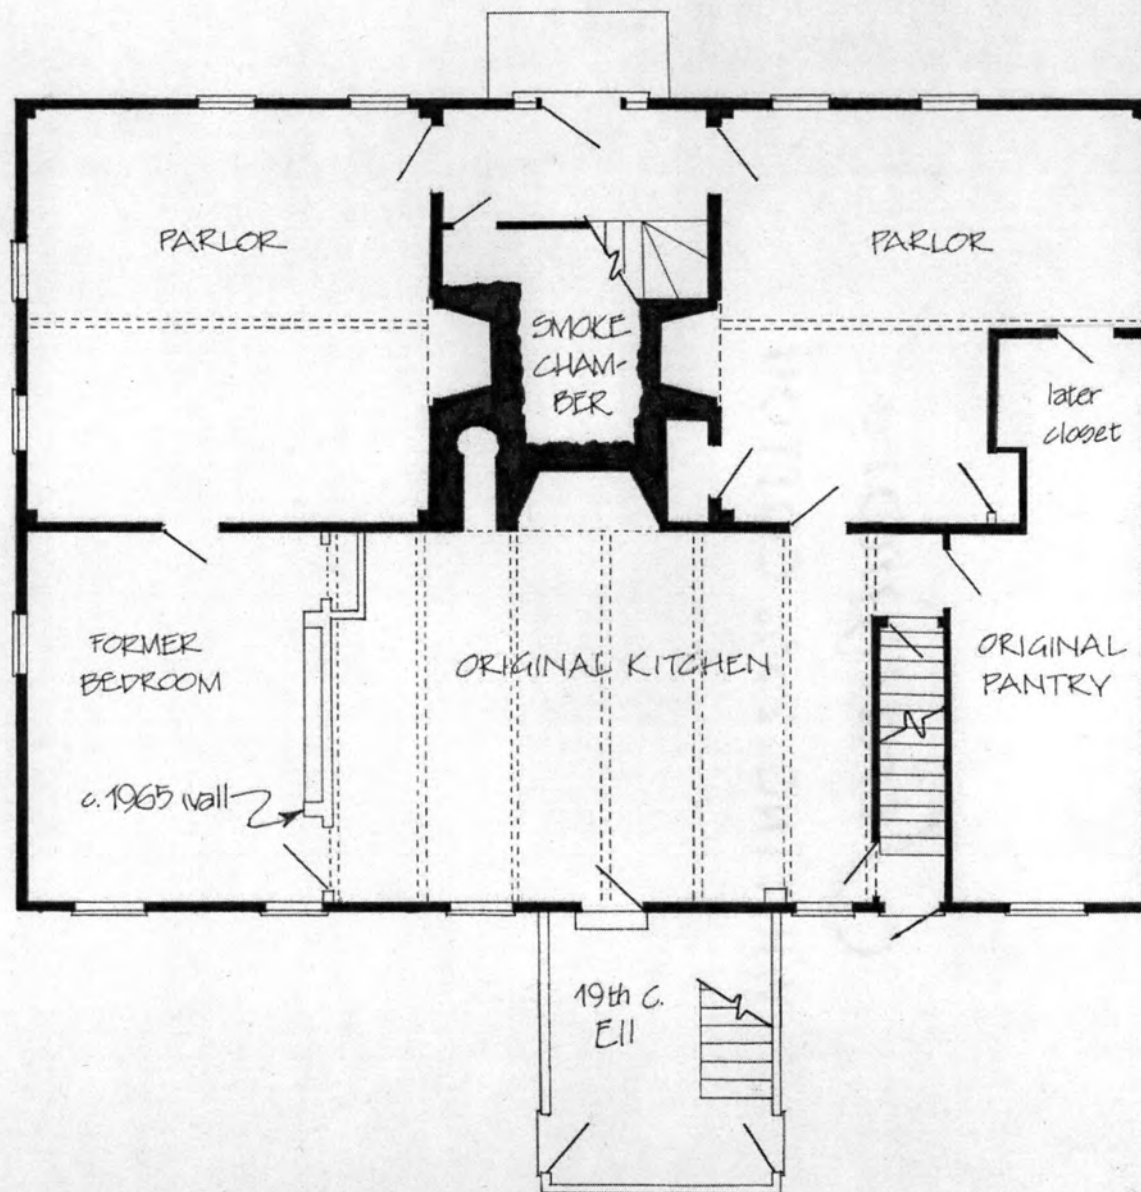 PARLOR
PARLOR
SMOKE
CHAM-
BER
later
closet
FORMER
BEDROOM
ORIGINAL KITCHEN
ORIGINAL
PANTRY
c. 1965 wall
19th c.
Ell